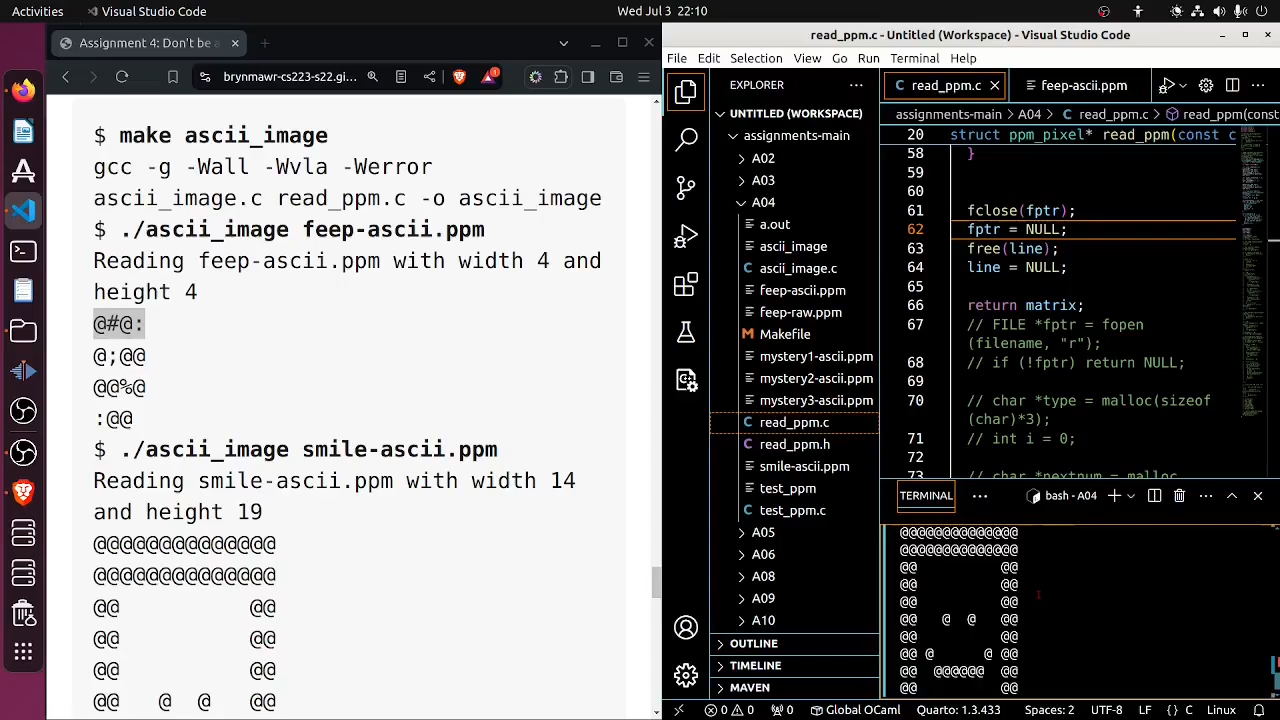 Activities
Visual Studio Code
Wed Jul 3 22:10
Assignment 4: Don't be a
brynmawr-cs223-s22.gi...
$ make ascii_image
gcc -g -Wall -Wvla -Werror
ascii_image.c read_ppm.c -o ascii_image
$ ./ascii_image feep-ascii.ppm
Reading feep-ascii.ppm with width 4 and
height 4
@#@:
@;@@
@@%@
:@@
$ ./ascii_image smile-ascii.ppm
Reading smile-ascii.ppm with width 14
and height 19
@@@@@@@@@@@@@@
@@@@@@@@@@@@@@
@@          @@
@@          @@
@@          @@
@@   @  @   @@
read_ppm.c - Untitled (Workspace) - Visual Studio Code
File Edit Selection View Go Run Terminal Help
EXPLORER
UNTITLED (WORKSPACE)
assignments-main
A02
A03
A04
a.out
ascii_image
ascii_image.c
feep-ascii.ppm
feep-raw.ppm
Makefile
mystery1-ascii.ppm
mystery2-ascii.ppm
mystery3-ascii.ppm
read_ppm.c
read_ppm.h
smile-ascii.ppm
test_ppm
test_ppm.c
A05
A06
A08
A09
A10
OUTLINE
TIMELINE
MAVEN
read_ppm.c
feep-ascii.ppm
assignments-main > A04 > C read_ppm.c > read_ppm(const
20 struct ppm_pixel* read_ppm(const c
58 }
59
60
61 fclose(fptr);
62 fptr = NULL;
63 free(line);
64 line = NULL;
65
66 return matrix;
67 // FILE *fptr = fopen
(filename, "r");
68 // if (!fptr) return NULL;
69
70 // char *type = malloc(sizeof
(char)*3);
71 // int i = 0;
72
73 // char *nextnum = malloc
TERMINAL
bash - A04
@@@@@@@@@@@@@@
@@@@@@@@@@@@@@
@@          @@
@@          @@
@@          @@
@@   @  @   @@
@@          @@
@@ @      @ @@
@@  @@@@@@  @@
@@          @@
0 0 0 Global OCaml Quarto: 1.3.433 Spaces: 2 UTF-8 LF {} C Linux